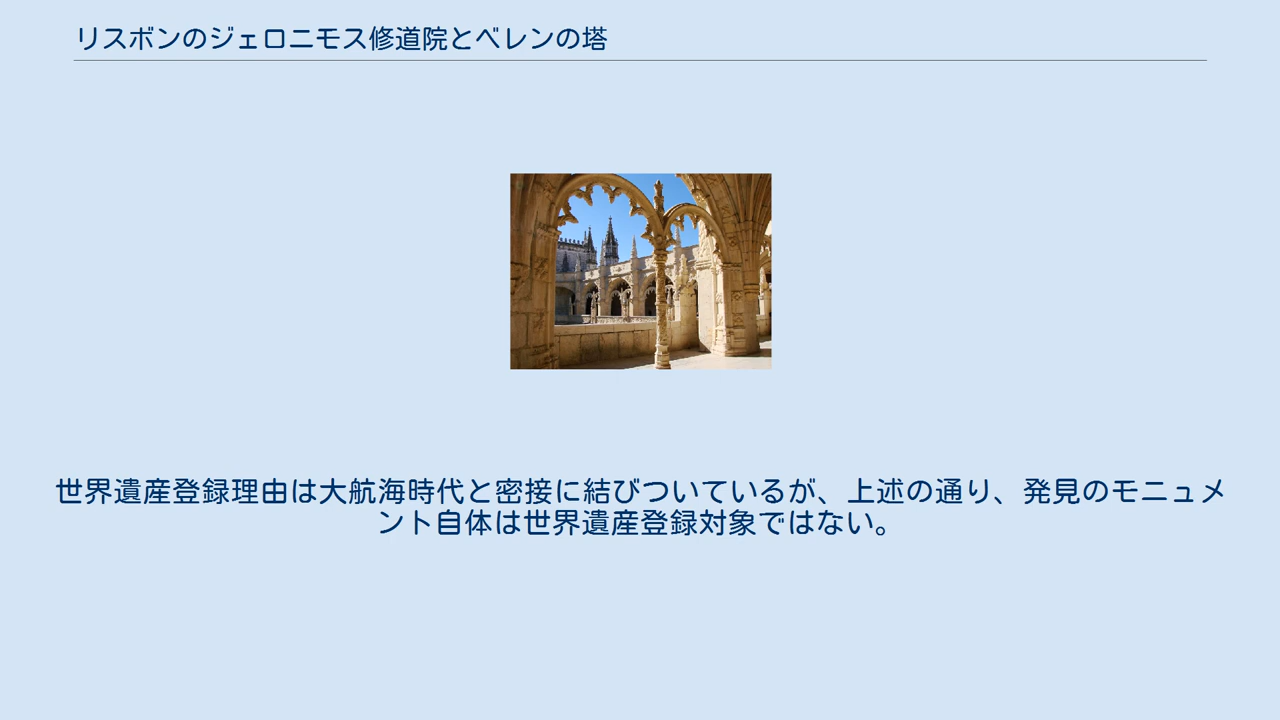 リスボンのジェロニモス修道院とベレンの塔
世界遺産登録理由は大航海時代と密接に結びついているが、上述の通り、発見のモニュメ
ント自体は世界遺産登録対象ではない。